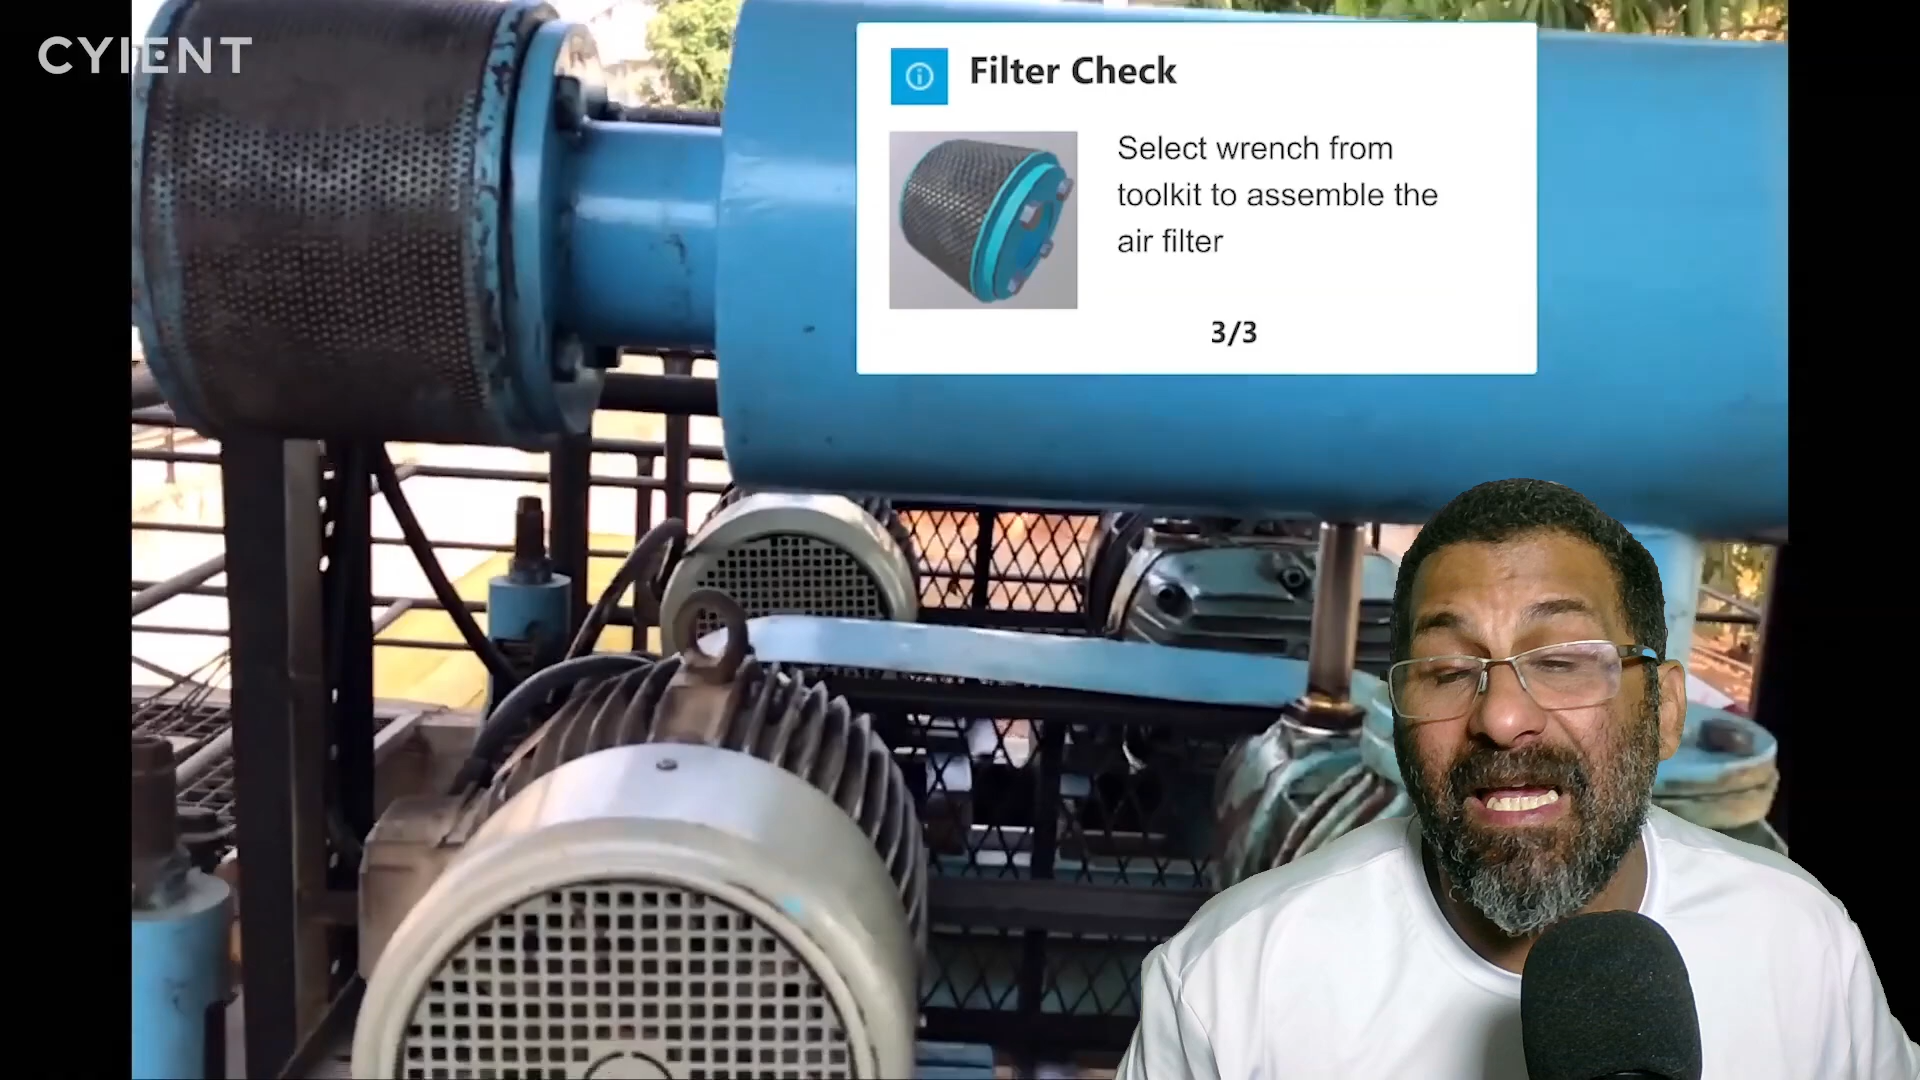 CYIENT
Filter Check
Select wrench from
toolkit to assemble the
air filter
3/3